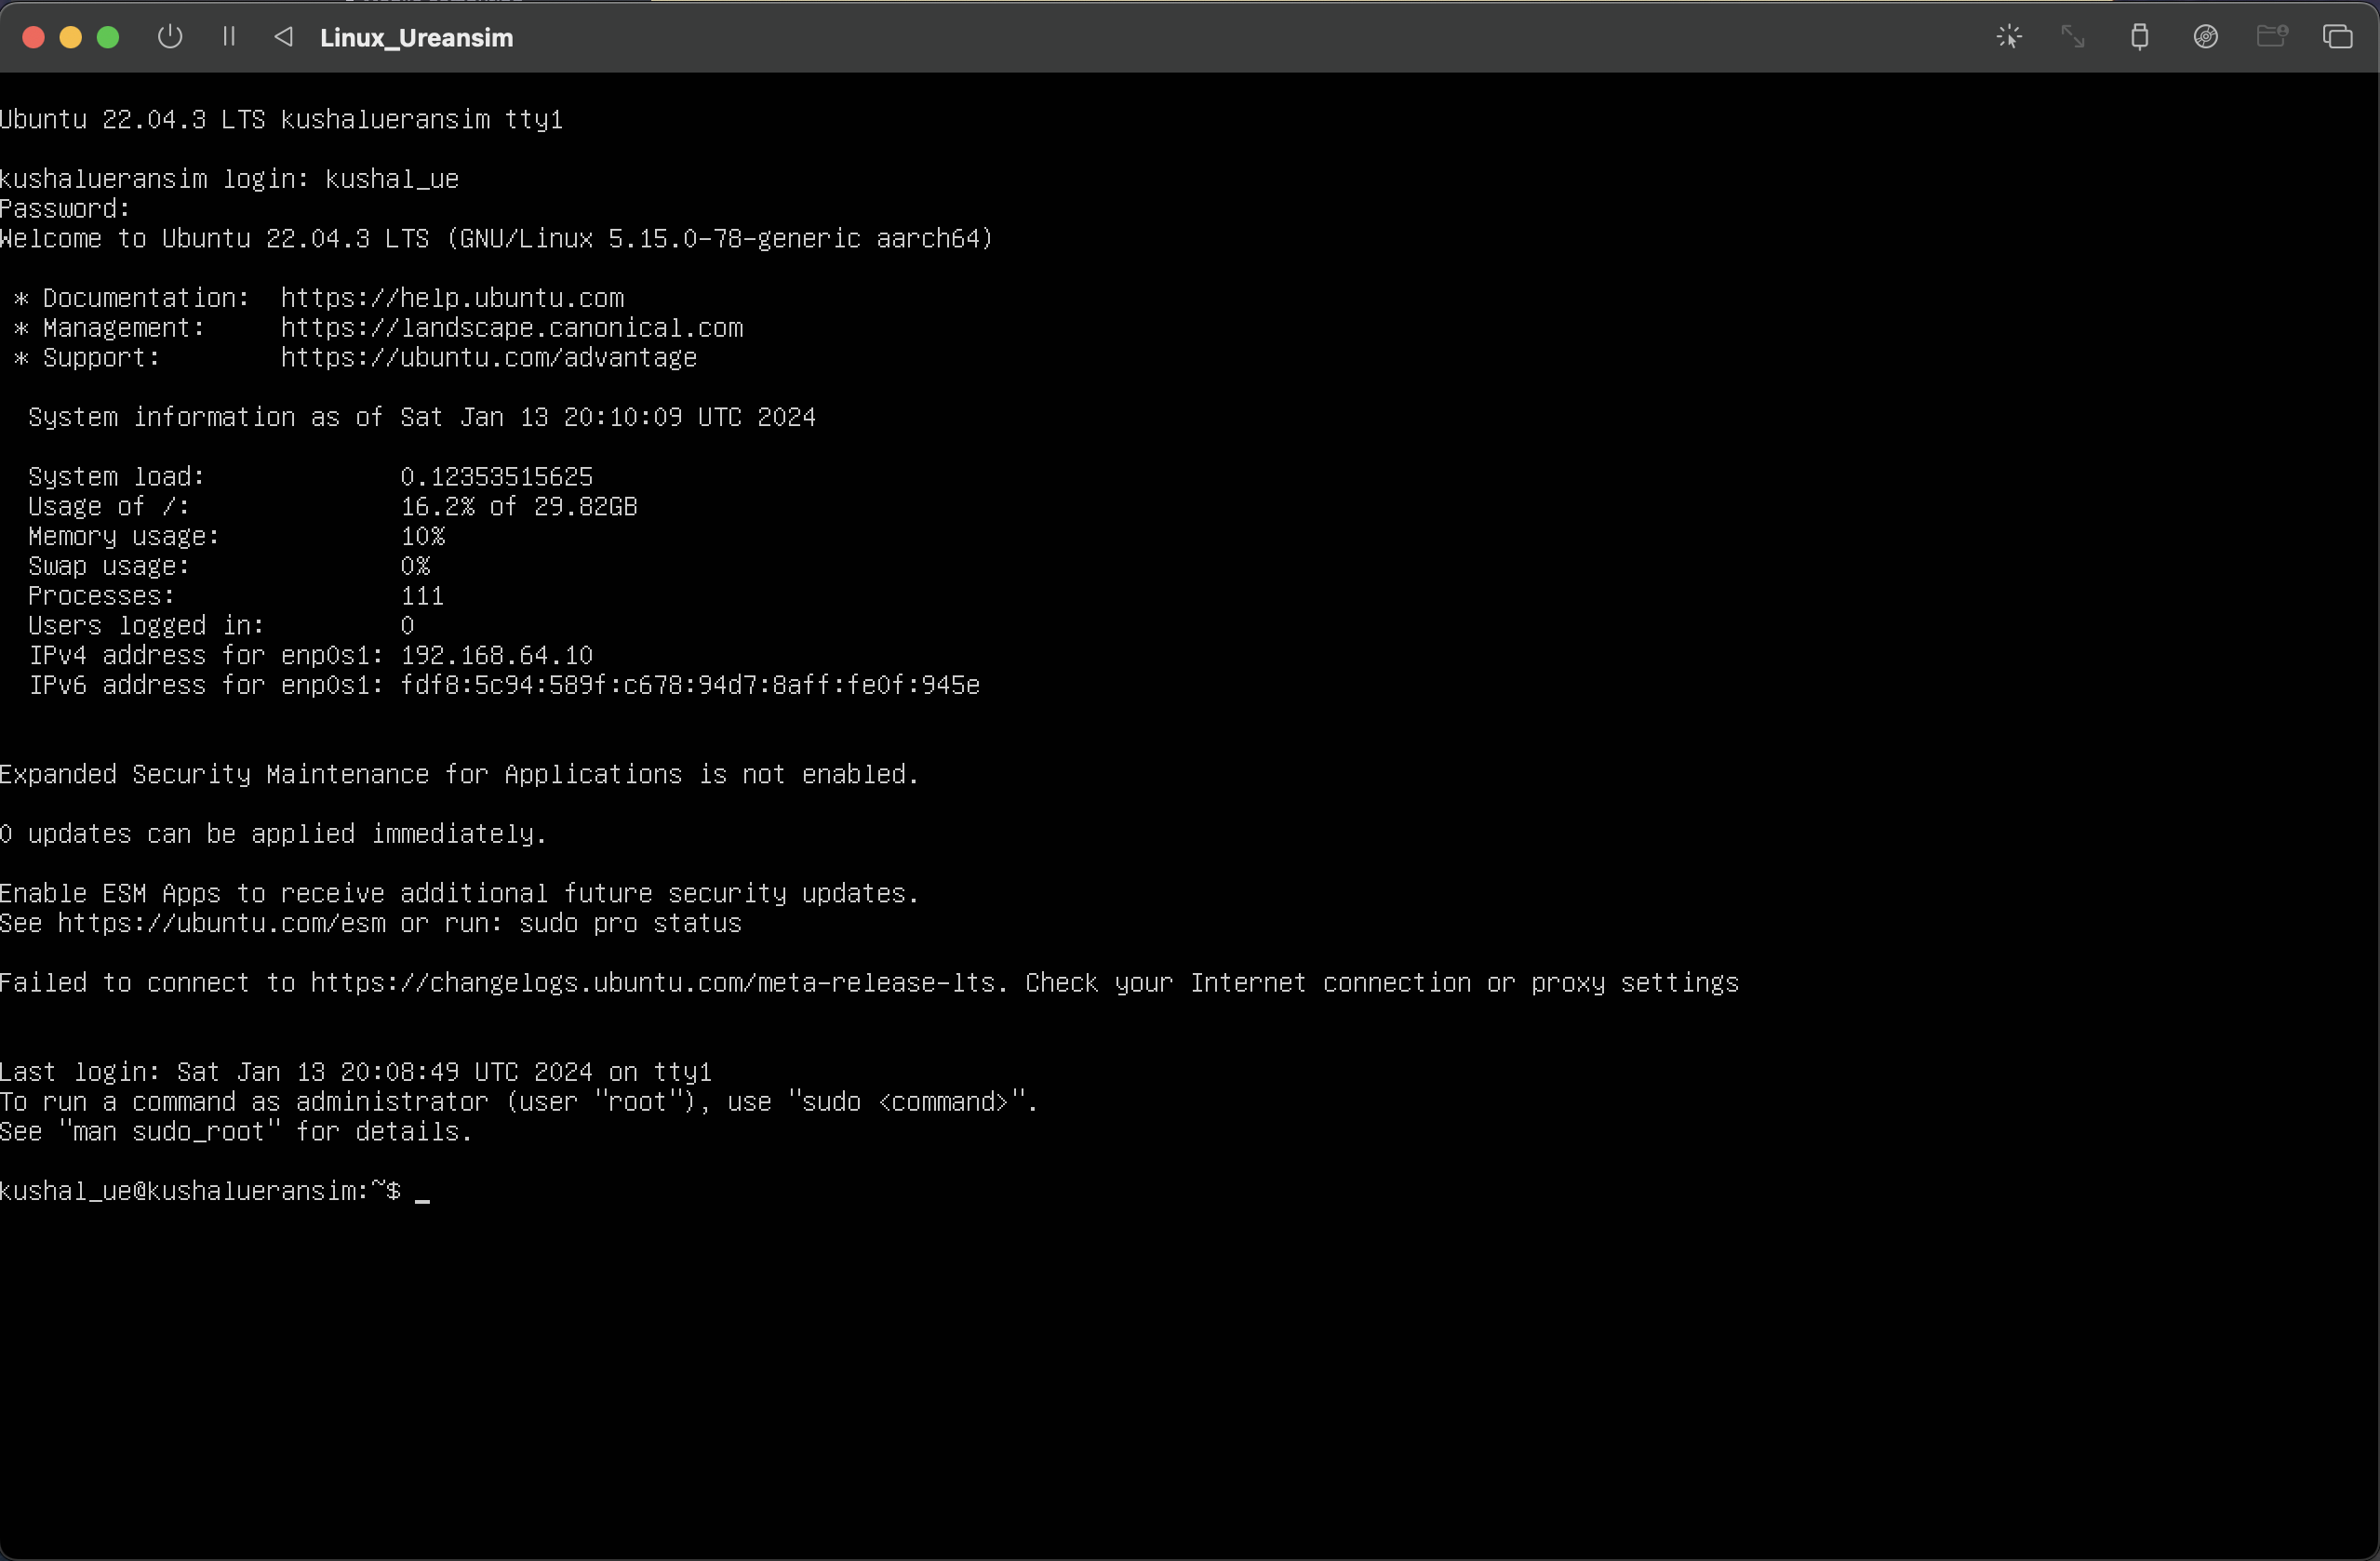 Linux_Ureansim
Ubuntu 22.04.3 LTS kushalueransim tty1
kushalueransim login: kushal_ue
Password:
Welcome to Ubuntu 22.04.3 LTS (GNU/Linux 5.15.0-78-generic aarch64)
* Documentation:  https://help.ubuntu.com
* Management:     https://landscape.canonical.com
* Support:        https://ubuntu.com/advantage
System information as of Sat Jan 13 20:10:09 UTC 2024
System load:             0.12353515625
Usage of /:              16.2% of 29.82GB
Memory usage:            10%
Swap usage:              0%
Processes:               111
Users logged in:         0
IPv4 address for enp0s1: 192.168.64.10
IPv6 address for enp0s1: fdf8:5c94:589f:c678:94d7:8aff:fe0f:945e
Expanded Security Maintenance for Applications is not enabled.
0 updates can be applied immediately.
Enable ESM Apps to receive additional future security updates.
See https://ubuntu.com/esm or run: sudo pro status
Failed to connect to https://changelogs.ubuntu.com/meta-release-lts. Check your Internet connection or proxy settings
Last login: Sat Jan 13 20:08:49 UTC 2024 on tty1
To run a command as administrator (user "root"), use "sudo <command>".
See "man sudo_root" for details.
kushal_ue@kushalueransim:~$ _